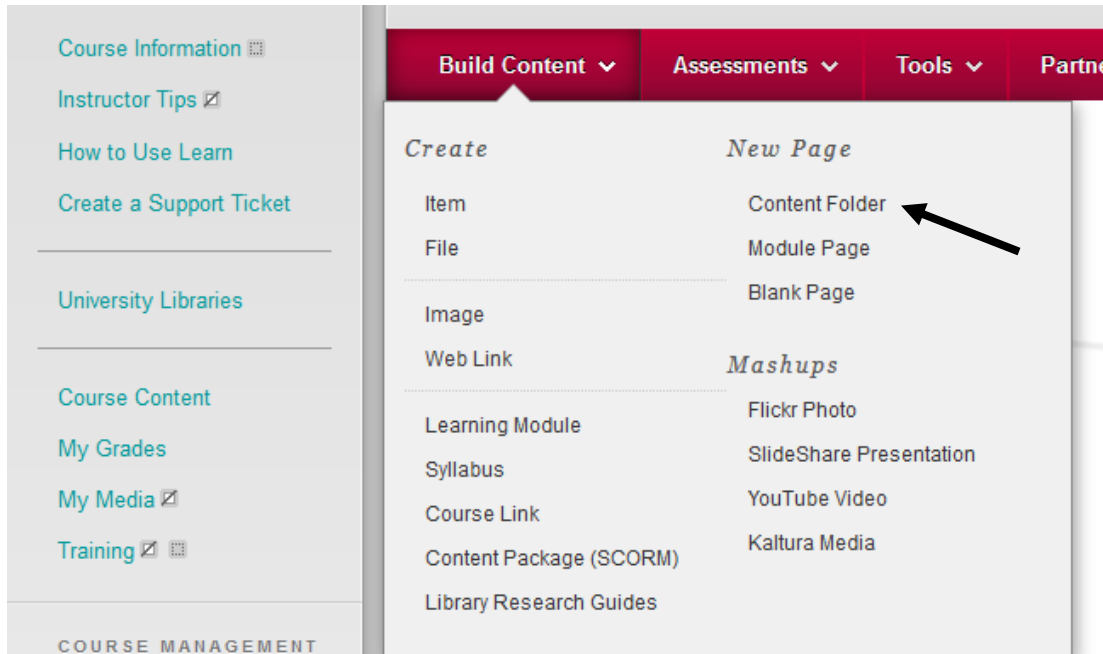 Course Information
Instructor Tips
How to Use Learn
Create a Support Ticket
University Libraries
Course Content
My Grades
My Media
Training
COURSE MANAGEMENT
Build Content
Assessments
Tools
Create
Item
File
Image
Web Link
Learning Module
Syllabus
Course Link
Content Package (SCORM)
Library Research Guides
New Page
Content Folder
Module Page
Blank Page
Mashups
Flickr Photo
SlideShare Presentation
YouTube Video
Kaltura Media